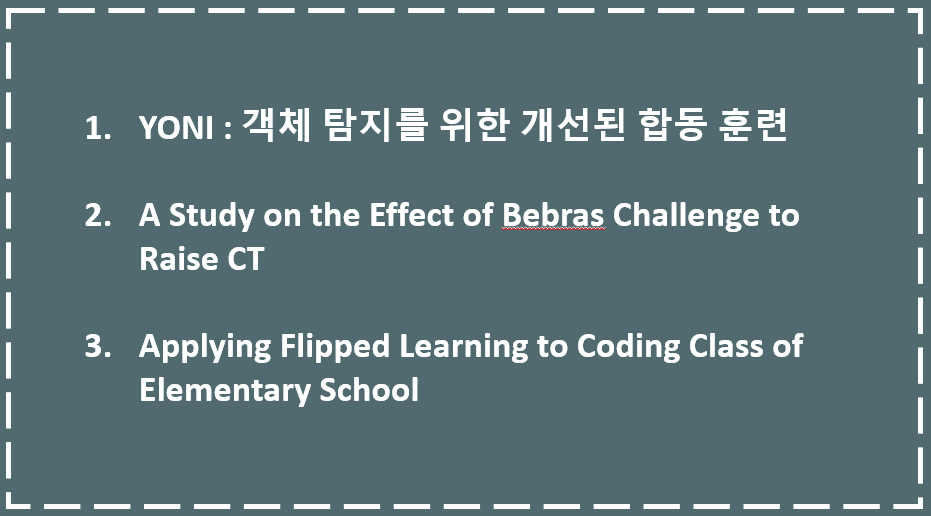 1. YONI : 객체 탐지를 위한 개선된 합동 훈련
2. A Study on the Effect of Bebras Challenge to
Raise CT
3. Applying Flipped Learning to Coding Class of
Elementary School